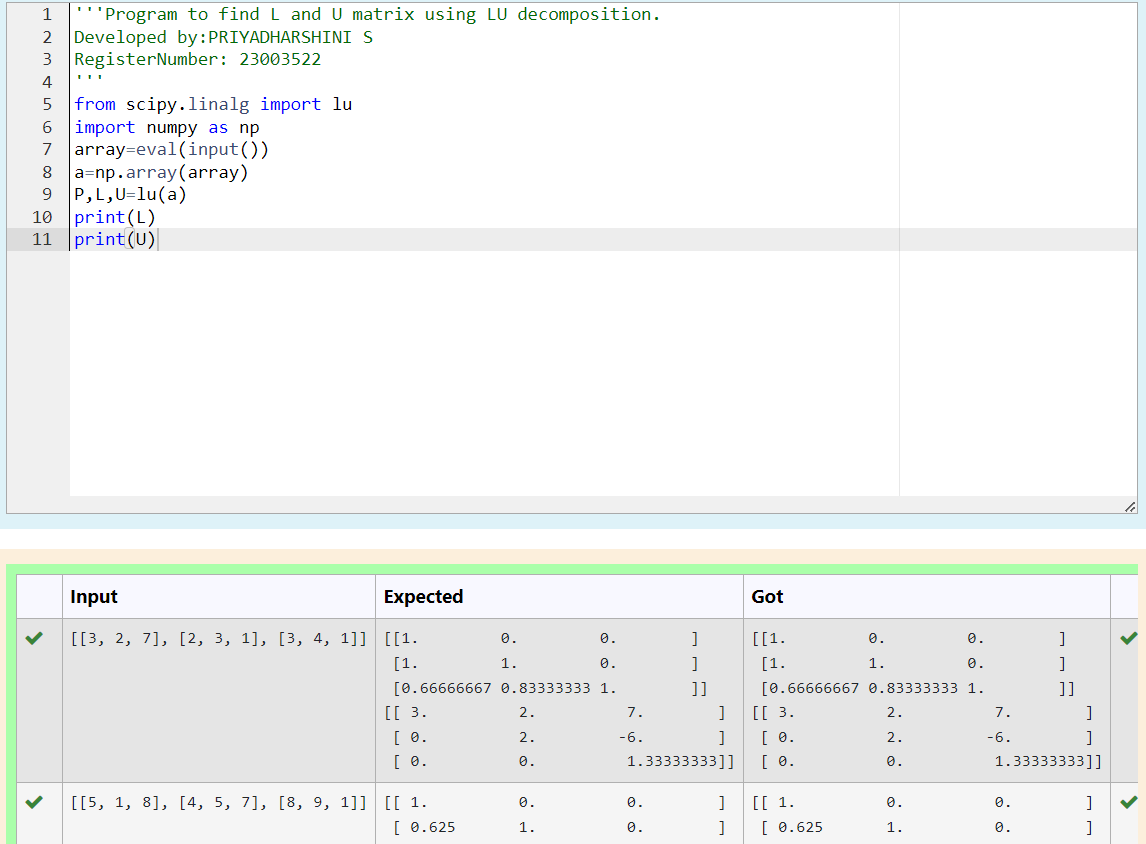 1 '''Program to find L and U matrix using LU decomposition.
2 Developed by:PRIYADHARSHINI S
3 RegisterNumber: 23003522
4 '''
5 from scipy.linalg import lu
6 import numpy as np
7 array=eval(input())
8 a=np.array(array)
9 P,L,U=lu(a)
10 print(L)
11 print(U)
Input Expected Got
[[3, 2, 7], [2, 3, 1], [3, 4, 1]] [[1. 0. 0. ] [[1. 0. 0. ]
[1. 1. 0. ] [1. 1. 0. ]
[0.66666667 0.83333333 1. ]] [0.66666667 0.83333333 1. ]]
[[ 3. 2. 7. ] [[ 3. 2. 7. ]
[ 0. 2. -6. ] [ 0. 2. -6. ]
[ 0. 0. 1.33333333]] [ 0. 0. 1.33333333]]
[[5, 1, 8], [4, 5, 7], [8, 9, 1]] [[ 1. 0. 0. ] [[ 1. 0. 0. ]
[ 0.625 1. 0. ] [ 0.625 1. 0. ]